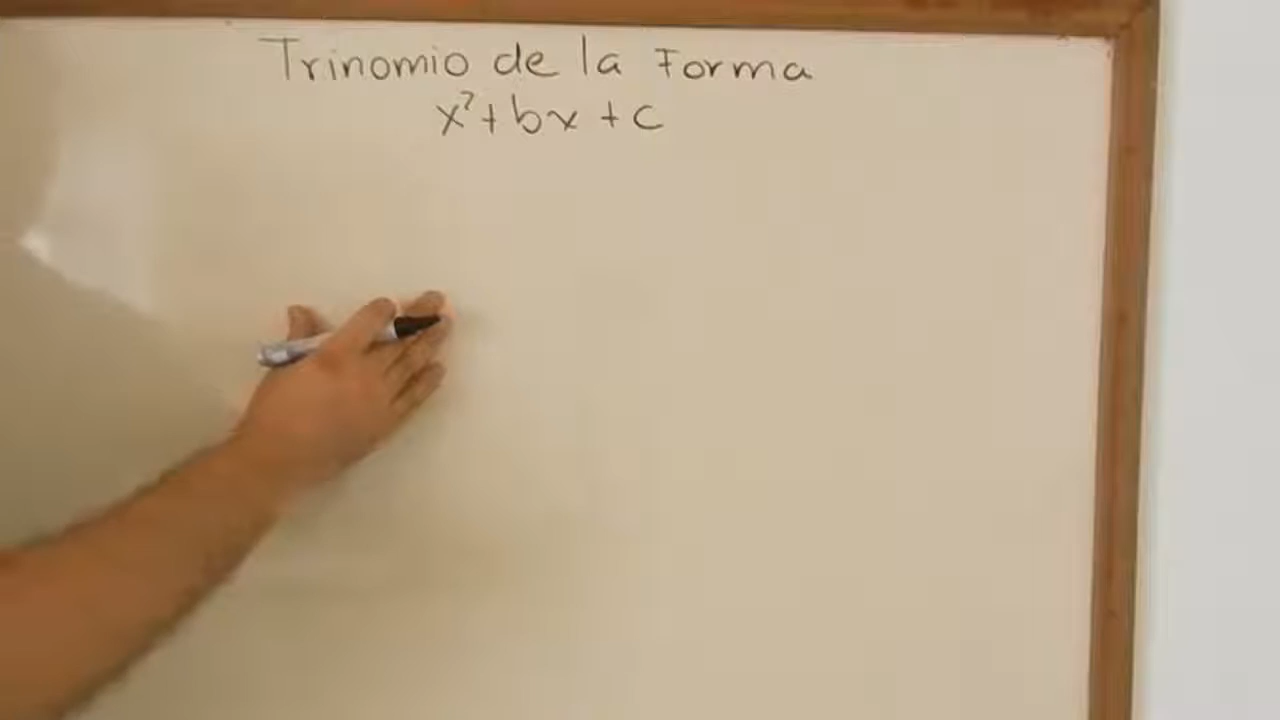 Trinomio de la Forma
x² + bx + c